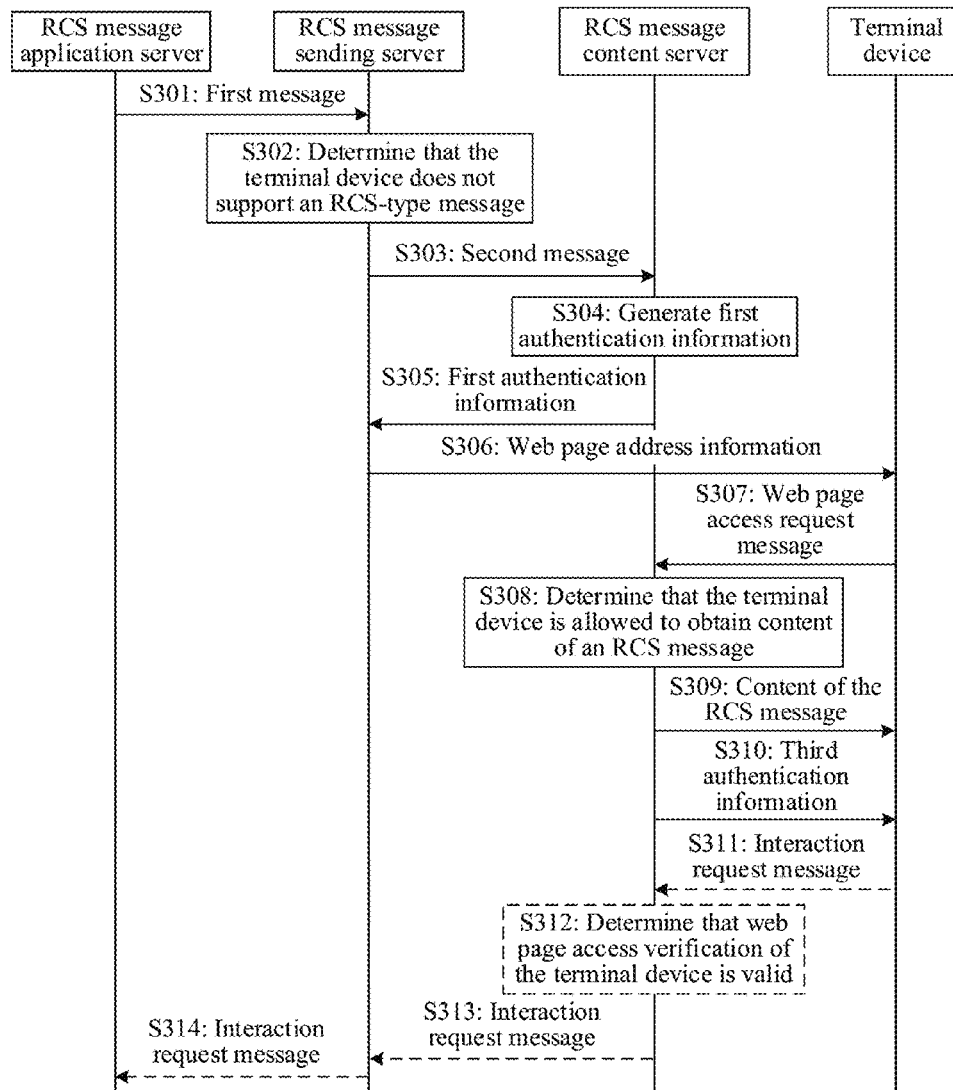 RCS message
application server
RCS message
sending server
RCS message
content server
Terminal
device
S301: First message
S302: Determine that the
terminal device does not
support an RCS-type message
S303: Second message
S304: Generate first
authentication information
S305: First authentication
information
S306: Web page address information
S307: Web page
access request
message
S308: Determine that the terminal
device is allowed to obtain content
of an RCS message
S309: Content of the
RCS message
S310: Third
authentication
information
S311: Interaction
request message
S312: Determine that web
page access verification of
the terminal device is valid
S313: Interaction
request message
S314: Interaction
request message